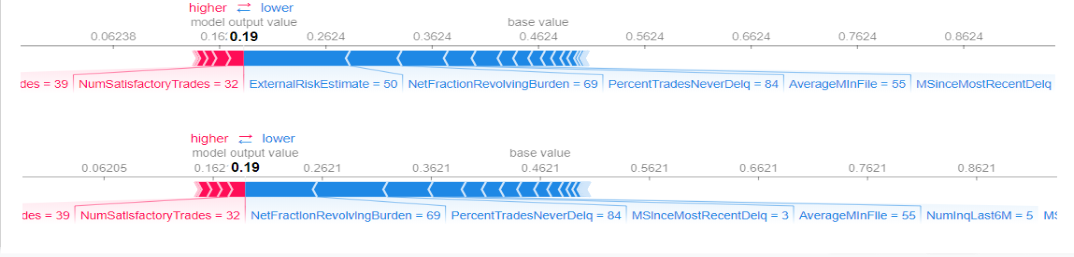 higher ⇄ lower
model output value base value
0.06238 0.162 0.19 0.2624 0.3624 0.4624 0.5624 0.6624 0.7624 0.8624
des = 39 NumSatisfactoryTrades = 32 ExternalRiskEstimate = 50 NetFractionRevolvingBurden = 69 PercentTradesNeverDelq = 84 AverageMInFile = 55 MSinceMostRecentDelq
higher ⇄ lower
model output value base value
0.06205 0.162 0.19 0.2621 0.3621 0.4621 0.5621 0.6621 0.7621 0.8621
des = 39 NumSatisfactoryTrades = 32 NetFractionRevolvingBurden = 69 PercentTradesNeverDelq = 84 MSinceMostRecentDelq = 3 AverageMInFile = 55 NumInqLast6M = 5 MS